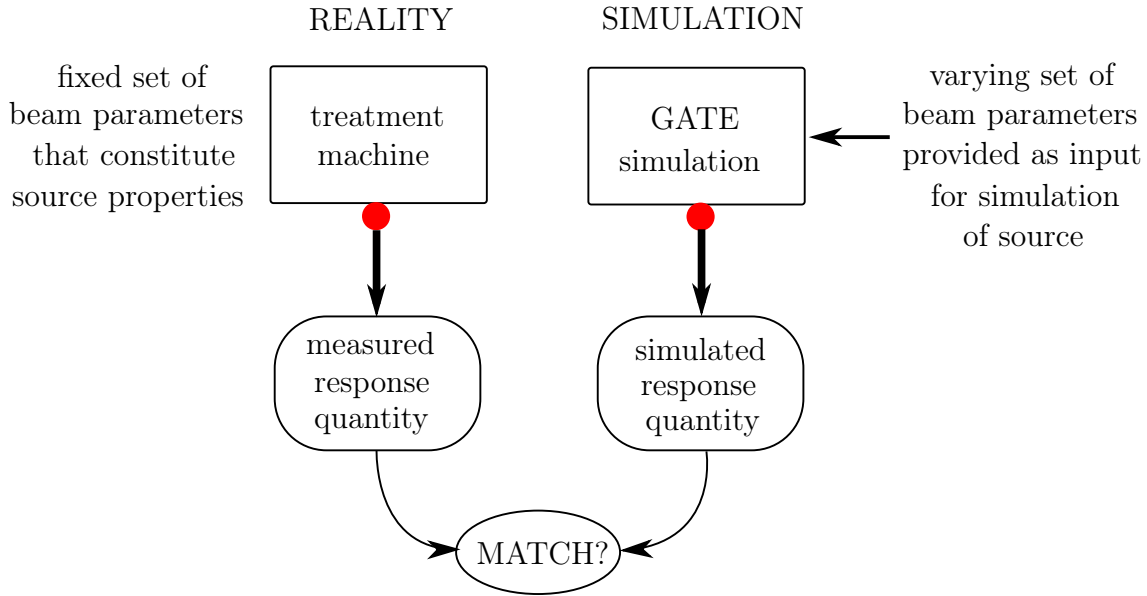 REALITY
SIMULATION
fixed set of
beam parameters
that constitute
source properties
treatment
machine
GATE
simulation
varying set of
beam parameters
provided as input
for simulation
of source
measured
response
quantity
simulated
response
quantity
MATCH?